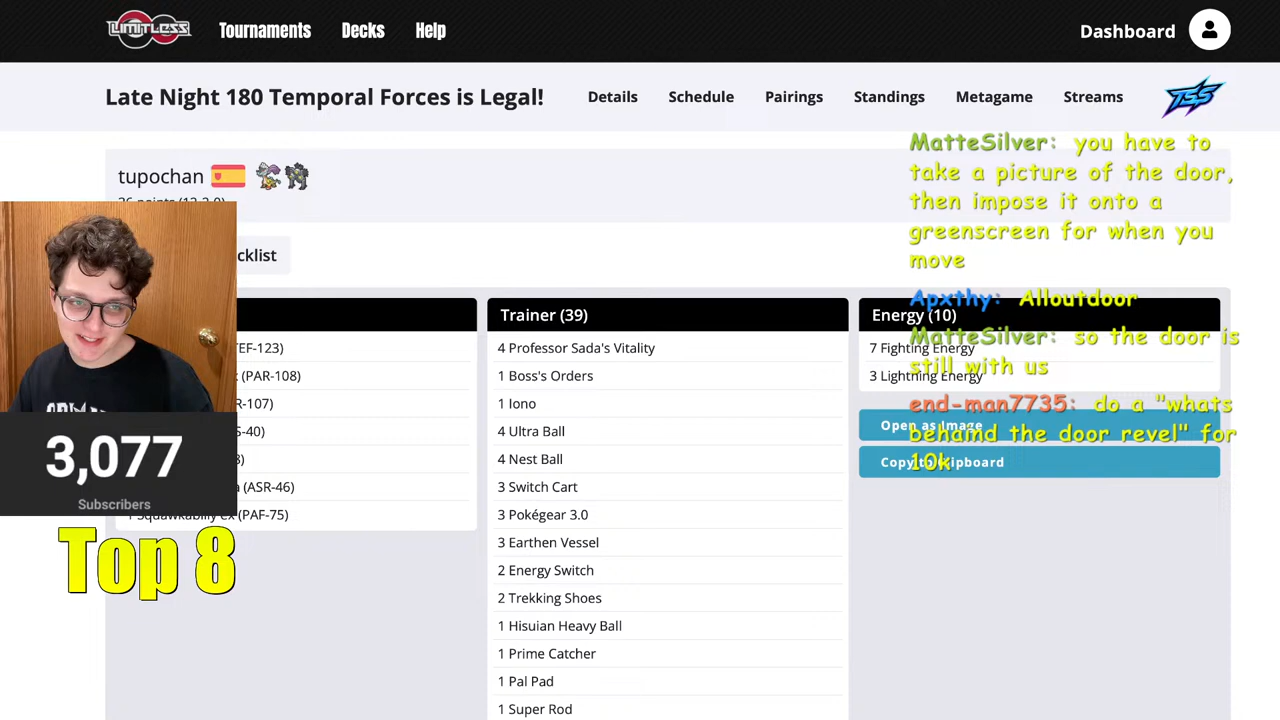 LIMITLESS
Tournaments
Decks
Help
Dashboard
Late Night 180 Temporal Forces is Legal!
Details
Schedule
Pairings
Standings
Metagame
Streams
TSS
tupochan
MatteSilver: you have to
take a picture of the door,
then impose it onto a
greenscreen for when you
move
Apxthy: Alloutdoor
MatteSilver: so the door is
still with us
end-man7735: do a "whats
behaind the door revel" for
10k
(PAR-108)
(ASR-46)
1 Squawkabilly ex (PAF-75)
3,077
Subscribers
Top 8
Trainer (39)
4 Professor Sada's Vitality
1 Boss's Orders
1 Iono
4 Ultra Ball
4 Nest Ball
3 Switch Cart
3 Pokégear 3.0
3 Earthen Vessel
2 Energy Switch
2 Trekking Shoes
1 Hisuian Heavy Ball
1 Prime Catcher
1 Pal Pad
1 Super Rod
Energy (10)
7 Fighting Energy
3 Lightning Energy
Open as Image
Copy to Clipboard